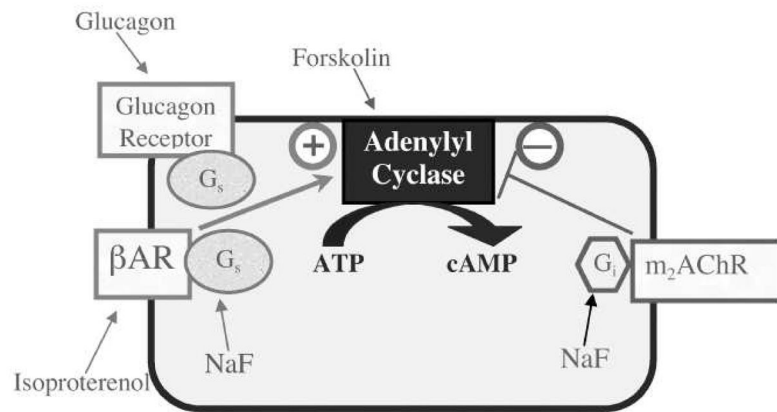 Glucagon
Forskolin
Glucagon
Receptor
+
Adenylyl
Cyclase
−
Gs
βAR
Gs
ATP
cAMP
Gi
m2AChR
NaF
NaF
Isoproterenol